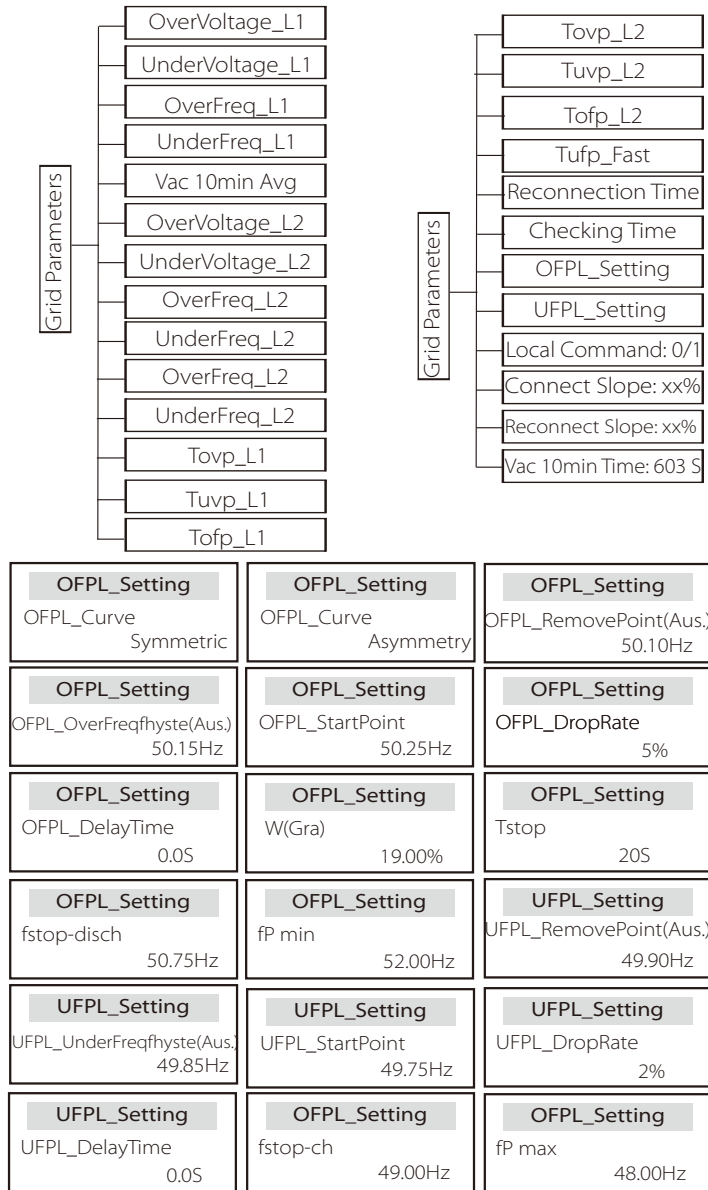 Grid Parameters
OverVoltage_L1
UnderVoltage_L1
OverFreq_L1
UnderFreq_L1
Vac 10min Avg
OverVoltage_L2
UnderVoltage_L2
OverFreq_L2
UnderFreq_L2
OverFreq_L2
UnderFreq_L2
Tovp_L1
Tuvp_L1
Tofp_L1
Grid Parameters
Tovp_L2
Tuvp_L2
Tofp_L2
Tufp_Fast
Reconnection Time
Checking Time
OFPL_Setting
UFPL_Setting
Local Command: 0/1
Connect Slope: xx%
Reconnect Slope: xx%
Vac 10min Time: 603 S
OFPL_Setting
OFPL_Curve
Symmetric
OFPL_Setting
OFPL_Curve
Asymmetry
OFPL_Setting
OFPL_RemovePoint(Aus.)
50.10Hz
OFPL_Setting
OFPL_OverFreqfhyste(Aus.)
50.15Hz
OFPL_Setting
OFPL_StartPoint
50.25Hz
OFPL_Setting
OFPL_DropRate
5%
OFPL_Setting
OFPL_DelayTime
0.0S
OFPL_Setting
W(Gra)
19.00%
OFPL_Setting
Tstop
20S
OFPL_Setting
fstop-disch
50.75Hz
OFPL_Setting
fP min
52.00Hz
UFPL_Setting
UFPL_RemovePoint(Aus.)
49.90Hz
UFPL_Setting
UFPL_UnderFreqfhyste(Aus.)
49.85Hz
UFPL_Setting
UFPL_StartPoint
49.75Hz
UFPL_Setting
UFPL_DropRate
2%
UFPL_Setting
UFPL_DelayTime
0.0S
OFPL_Setting
fstop-ch
49.00Hz
OFPL_Setting
fP max
48.00Hz